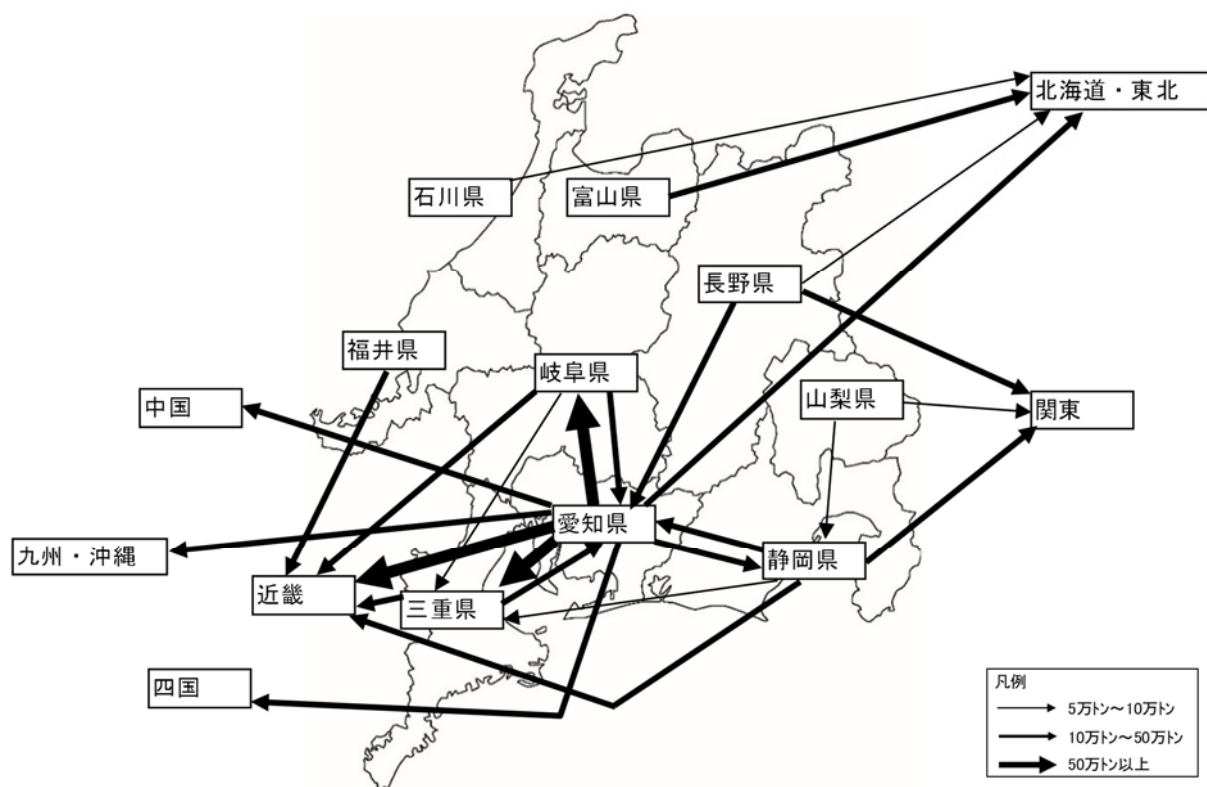 北海道・東北
石川県
富山県
長野県
福井県
岐阜県
中国
山梨県
関東
愛知県
九州・沖縄
静岡県
近畿
三重県
四国
凡例
5万トン~10万トン
10万トン~50万トン
50万トン以上